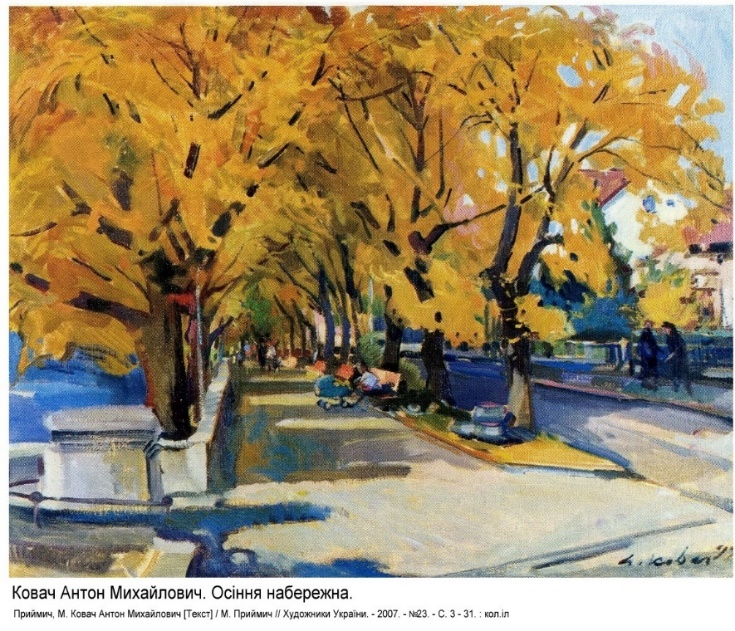 Ковач Антон Михайлович. Осіння набережна.
Приймич, М. Ковач Антон Михайлович [Текст] / М. Приймич // Художники України. - 2007. - №23. - С. 3 - 31. : кол.іл